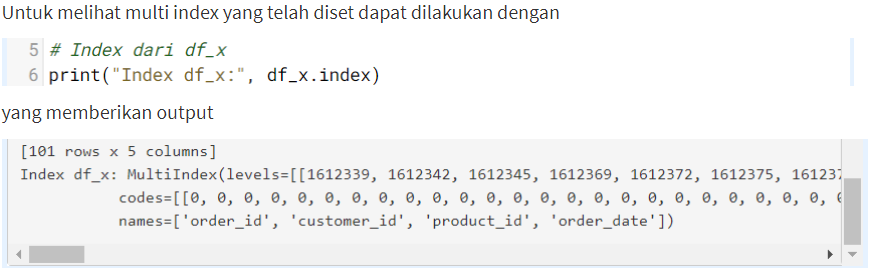 Untuk melihat multi index yang telah diset dapat dilakukan dengan
5 # Index dari df_x
6 print("Index df_x:", df_x.index)
yang memberikan output
[101 rows x 5 columns]
Index df_x: MultiIndex(levels=[[1612339, 1612342, 1612345, 1612369, 1612372, 1612375, 161237
codes=[[0, 0, 0, 0, 0, 0, 0, 0, 0, 0, 0, 0, 0, 0, 0, 0, 0, 0, 0, 0, 0, 0, 0, 0,
names=['order_id', 'customer_id', 'product_id', 'order_date'])